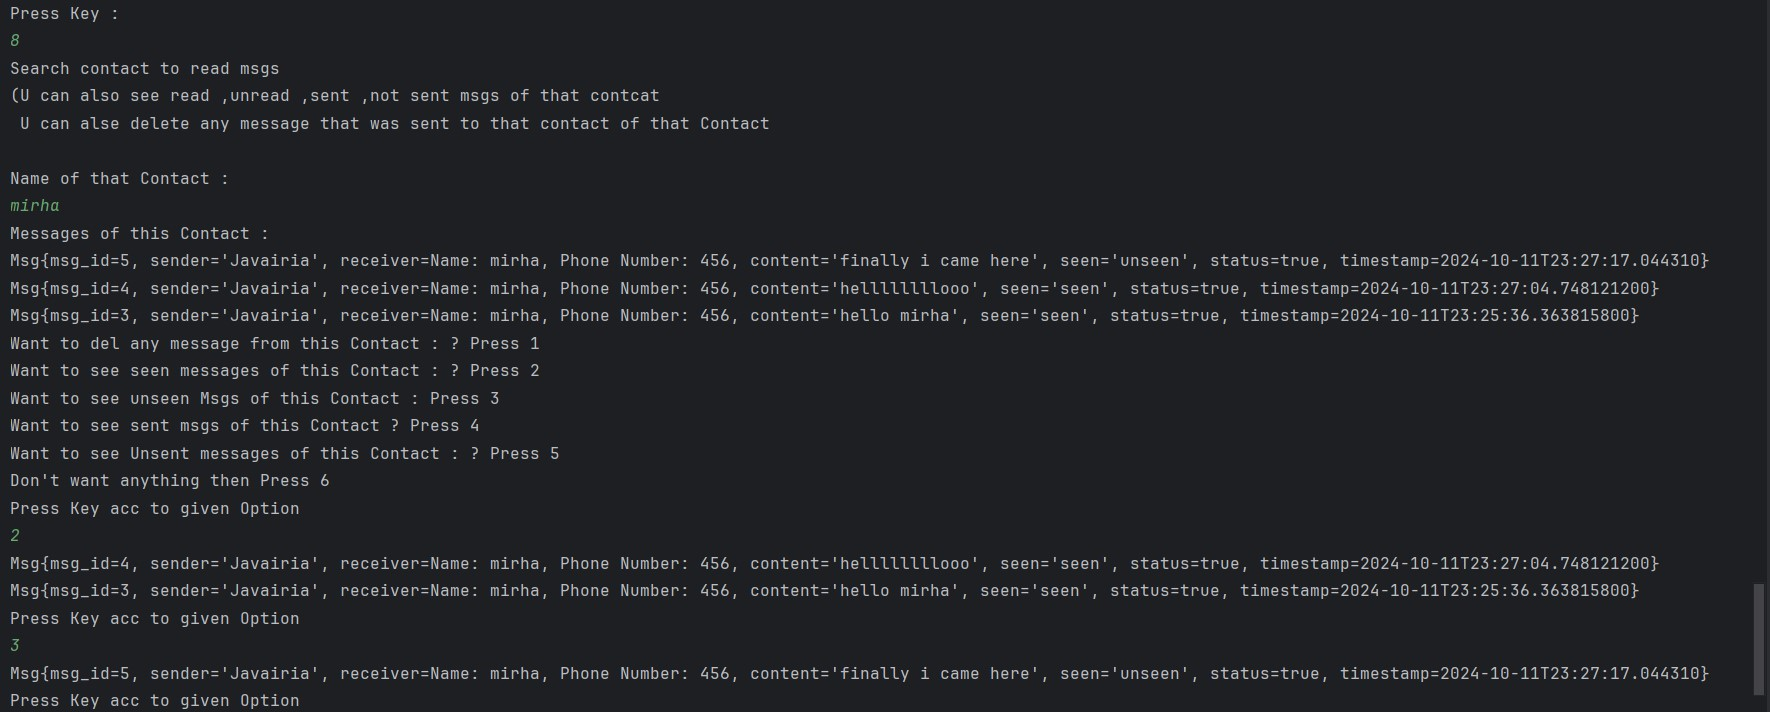 Press Key :
8
Search contact to read msgs
(U can also see read ,unread ,sent ,not sent msgs of that contcat
U can alse delete any message that was sent to that contact of that Contact
Name of that Contact :
mirha
Messages of this Contact :
Msg{msg_id=5, sender='Javairia', receiver=Name: mirha, Phone Number: 456, content='finally i came here', seen='unseen', status=true, timestamp=2024-10-11T23:27:17.044310}
Msg{msg_id=4, sender='Javairia', receiver=Name: mirha, Phone Number: 456, content='helllllllllooo', seen='seen', status=true, timestamp=2024-10-11T23:27:04.748121200}
Msg{msg_id=3, sender='Javairia', receiver=Name: mirha, Phone Number: 456, content='hello mirha', seen='seen', status=true, timestamp=2024-10-11T23:25:36.363815800}
Want to del any message from this Contact : ? Press 1
Want to see seen messages of this Contact : ? Press 2
Want to see unseen Msgs of this Contact : Press 3
Want to see sent msgs of this Contact ? Press 4
Want to see Unsent messages of this Contact : ? Press 5
Don't want anything then Press 6
Press Key acc to given Option
2
Msg{msg_id=4, sender='Javairia', receiver=Name: mirha, Phone Number: 456, content='helllllllllooo', seen='seen', status=true, timestamp=2024-10-11T23:27:04.748121200}
Msg{msg_id=3, sender='Javairia', receiver=Name: mirha, Phone Number: 456, content='hello mirha', seen='seen', status=true, timestamp=2024-10-11T23:25:36.363815800}
Press Key acc to given Option
3
Msg{msg_id=5, sender='Javairia', receiver=Name: mirha, Phone Number: 456, content='finally i came here', seen='unseen', status=true, timestamp=2024-10-11T23:27:17.044310}
Press Key acc to given Option